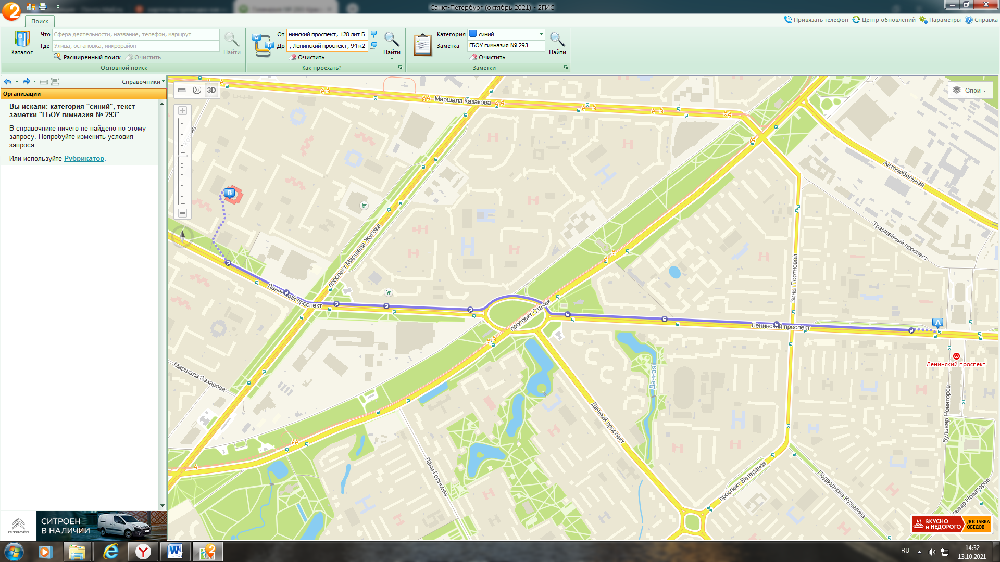 Санкт-Петербург (октябрь 2021) - 2ГИС
Поиск
Привязать телефон
Центр обновлений
Параметры
Справка
Каталог
Что
Сфера деятельности, название, телефон, маршрут
Где
Улица, остановка, микрорайон
Найти
Расширенный поиск
Очистить
Основной поиск
От
нинский проспект, 128 лит Б
До
, Ленинский проспект, 94 к2
Найти
Очистить
Как проехать?
Категория
синий
Заметка
ГБОУ гимназия № 293
Найти
Очистить
Заметки
Справочники
Организации
Вы искали: категория "синий", текст
заметки "ГБОУ гимназия № 293"
В справочнике ничего не найдено по этому
запросу. Попробуйте изменить условия
запроса.
Или используйте Рубрикатор.
3D
Слои
Маршала Казакова
Автомобильная
Трамвайный проспект
B
проспект Маршала Жукова
Зины Портновой
Ленинский проспект
проспект Стачек
Ленинский проспект
A
Ленинский проспект
Маршала Захарова
Дачная
Дачный проспект
бульвар Новаторов
Лёни Голикова
проспект Ветеранов
Подводника Кузьмина
львар Новаторов
CITROËN
СИТРОЕН
В НАЛИЧИИ
ВКУСНО
и НЕДОРОГО
ДОСТАВКА
ОБЕДОВ
RU
14:32
13.10.2021